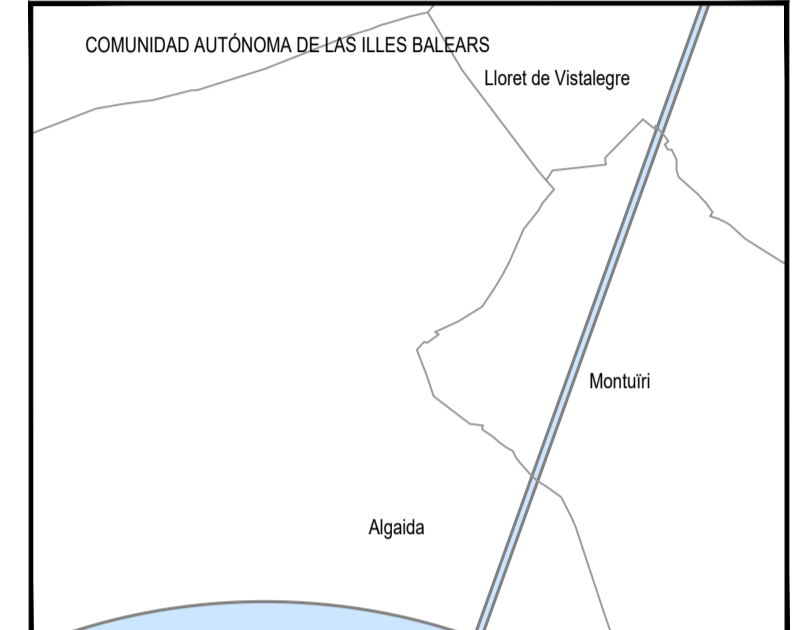 COMUNIDAD AUTÓNOMA DE LAS ILLES BALEARS
Lloret de Vistalegre
Montuïri
Algaida